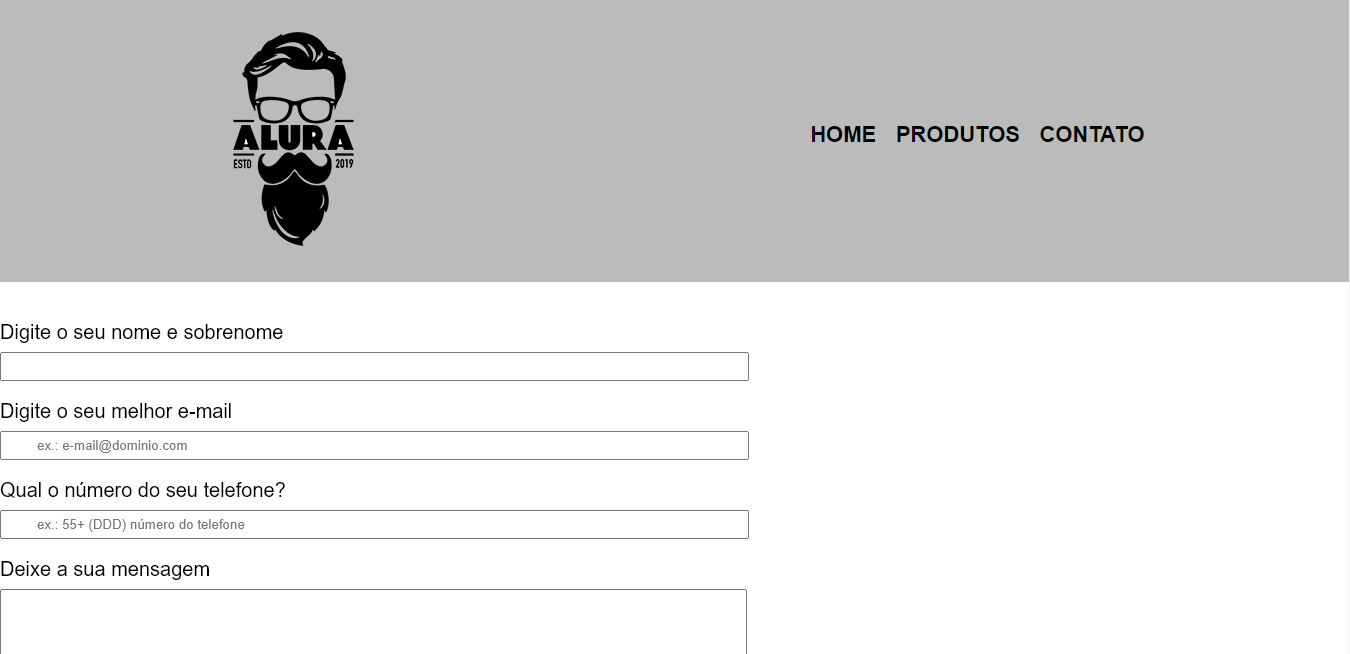 ALURA
ESTD 2019
HOME PRODUTOS CONTATO
Digite o seu nome e sobrenome
Digite o seu melhor e-mail
ex.: e-mail@dominio.com
Qual o número do seu telefone?
ex.: 55+ (DDD) número do telefone
Deixe a sua mensagem